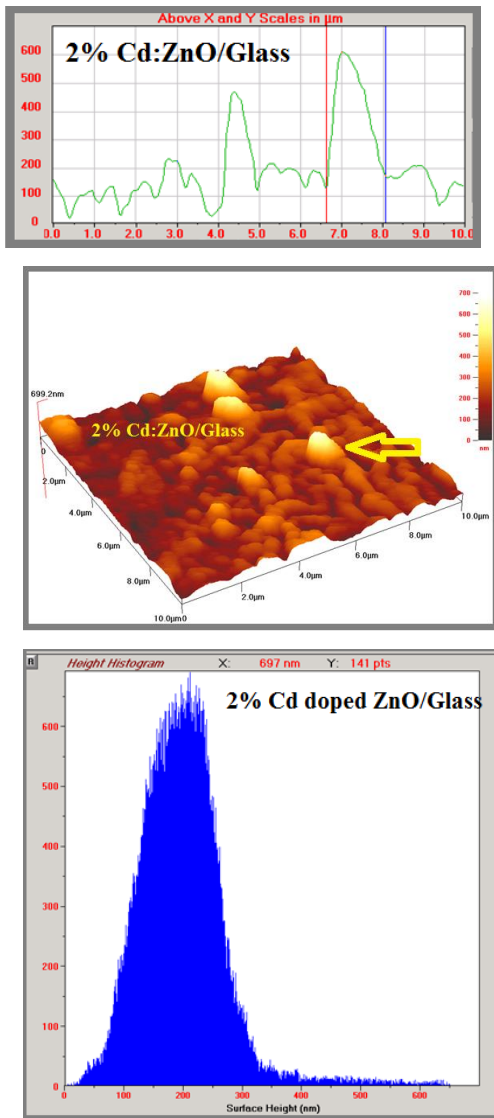 Above X and Y Scales in µm
2% Cd:ZnO/Glass
600
500
400
300
200
100
0
0.0 1.0 2.0 3.0 4.0 5.0 6.0 7.0 8.0 9.0 10.0
700
600
500
400
300
200
100
0
nm
699.2nm
2% Cd:ZnO/Glass
0
2.0µm
4.0µm
6.0µm
8.0µm
10.0µm
0
2.0µm
4.0µm
6.0µm
8.0µm
10.0µm
R Height Histogram X: 697 nm Y: 141 pts
2% Cd doped ZnO/Glass
600
500
400
300
200
100
0
0 100 200 300 400 500 600
Surface Height (nm)